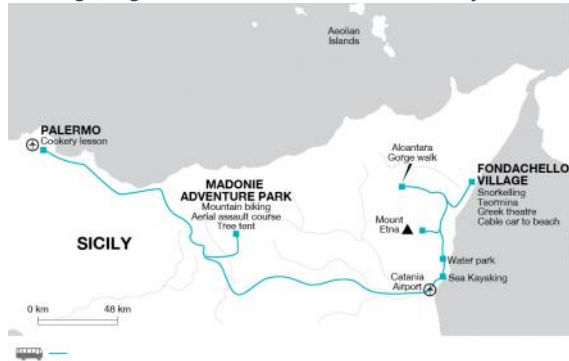 Aeolian
Islands
PALERMO
Cookery lesson
Alcantara
Gorge walk
FONDACHELLO
VILLAGE
Snorkelling
Taormina
Greek theatre
Cable car to beach
MADONIE
ADVENTURE PARK
Mountain biking
Aerial assault course
Tree tent
Mount
Etna
SICILY
Water park
Catania
Airport
Sea Kayaking
0 km
48 km